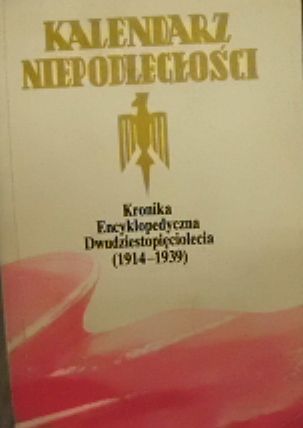 KALENDARZ
NIEPODLEGŁOŚCI
Kronika
Encyklopedyczna
Dwudziestopięciolecia
(1914-1939)